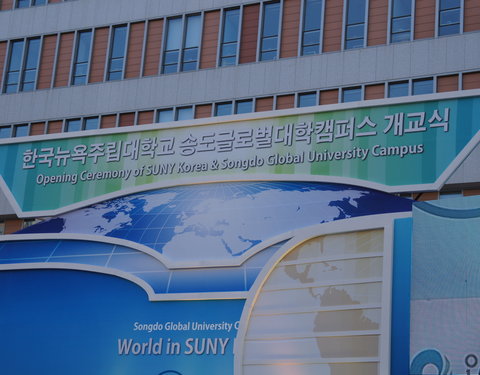 한국뉴욕주립대학교 송도글로벌대학캠퍼스 개교식
Opening Ceremony of SUNY Korea & Songdo Global University Campus
Songdo Global University
World in SUNY